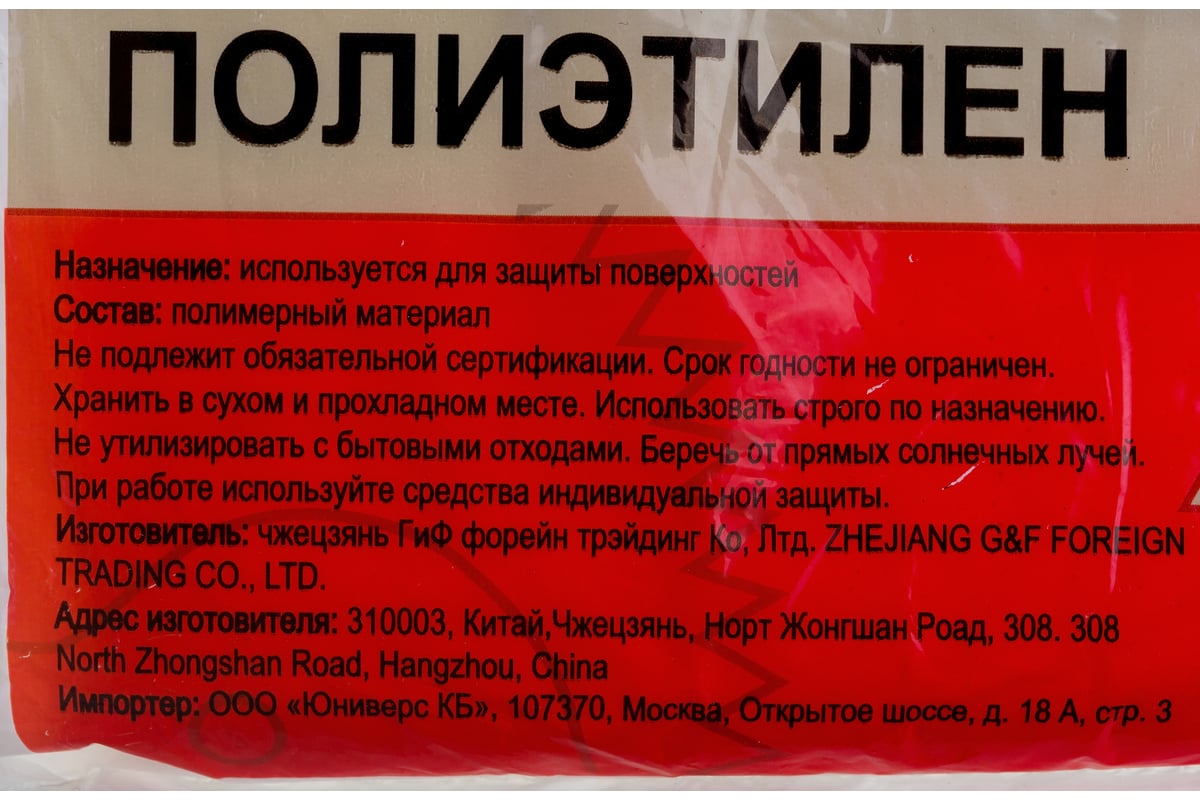 ПОЛИЭТИЛЕН
Назначение: используется для защиты поверхностей
Состав: полимерный материал
Не подлежит обязательной сертификации. Срок годности не ограничен.
Хранить в сухом и прохладном месте. Использовать строго по назначению.
Не утилизировать с бытовыми отходами. Беречь от прямых солнечных лучей.
При работе используйте средства индивидуальной защиты.
Изготовитель: чжецзянь ГиФ форейн трэйдинг Ко, Лтд. ZHEJIANG G&F FOREIGN
TRADING CO., LTD.
Адрес изготовителя: 310003, Китай,Чжецзянь, Норт Жонгшан Роад, 308. 308
North Zhongshan Road, Hangzhou, China
Импортер: ООО «Юниверс КБ», 107370, Москва, Открытое шоссе, д. 18 А, стр. 3